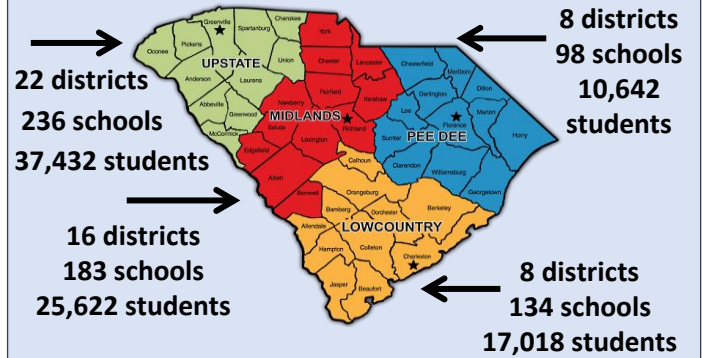 8 districts
98 schools
10,642
students
22 districts
236 schools
37,432 students
16 districts
183 schools
25,622 students
8 districts
134 schools
17,018 students
UPSTATE
Oconee
Pickens
Greenville
Spartanburg
Cherokee
Union
Anderson
Laurens
Abbeville
Greenwood
McCormick
MIDLANDS
York
Chester
Lancaster
Fairfield
Kershaw
Newberry
Saluda
Richland
Lexington
Edgefield
Aiken
Barnwell
PEE DEE
Chesterfield
Marlboro
Dillon
Darlington
Lee
Marion
Florence
Horry
Sumter
Clarendon
Williamsburg
Georgetown
LOWCOUNTRY
Calhoun
Orangeburg
Bamberg
Dorchester
Berkeley
Allendale
Hampton
Colleton
Charleston
Jasper
Beaufort